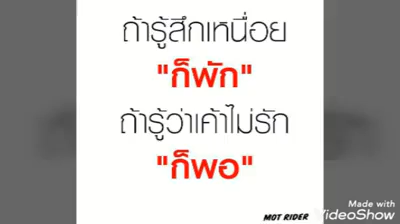 ถ้ารู้สึกเหนื่อย
"ก็พัก"
ถ้ารู้ว่าเค้าไม่รัก
"ก็พอ"
MOT RIDER
Made with
VideoShow